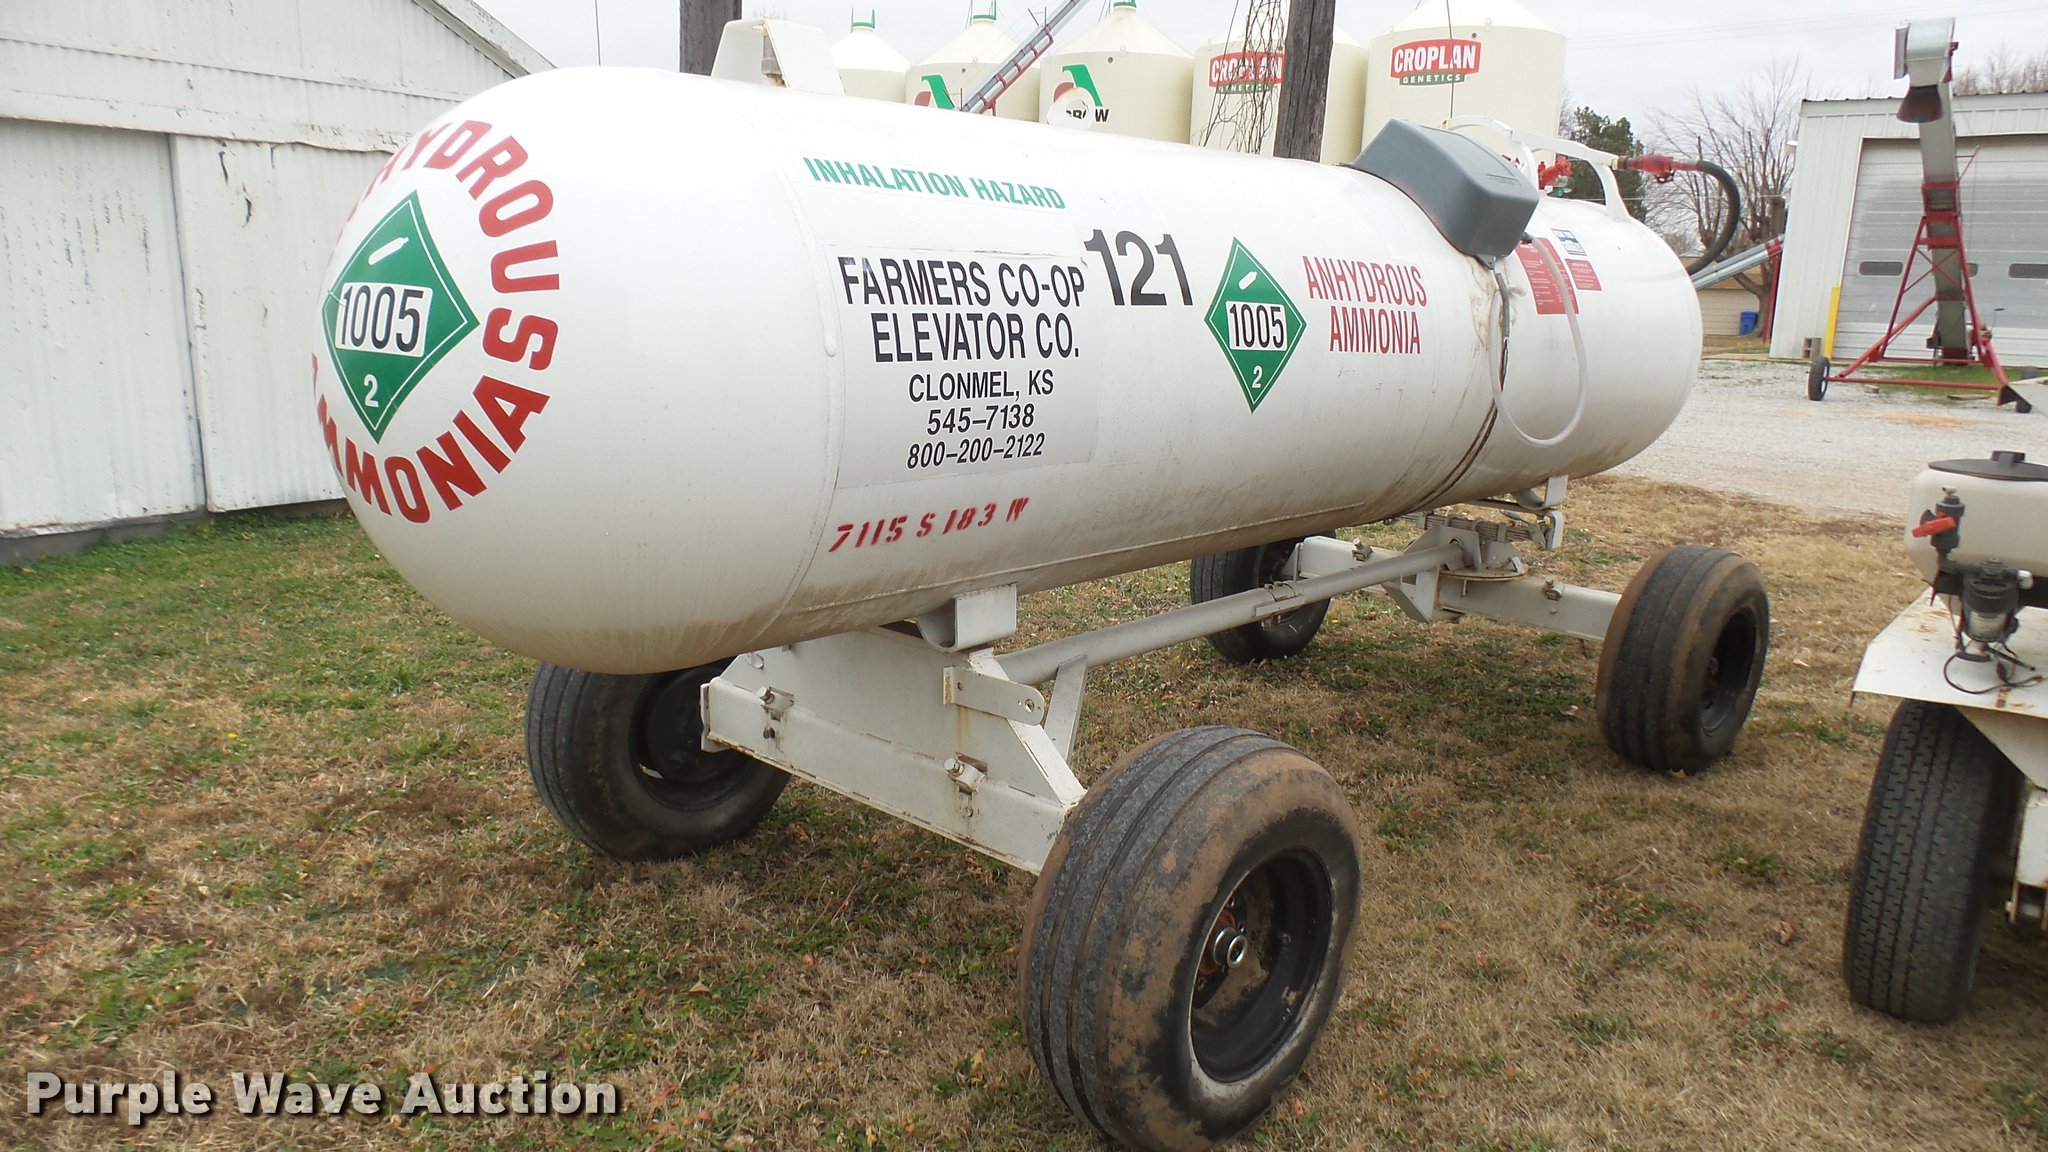 CROPLAN
GENETICS
CROPLAN
GENETICS
INHALATION HAZARD
121
FARMERS CO-OP
ELEVATOR CO.
CLONMEL, KS
545-7138
800-200-2122
ANHYDROUS
AMMONIA
1005
2
1005
2
ANHYDROUS
AMMONIA
7115 S 183 W
Purple Wave Auction